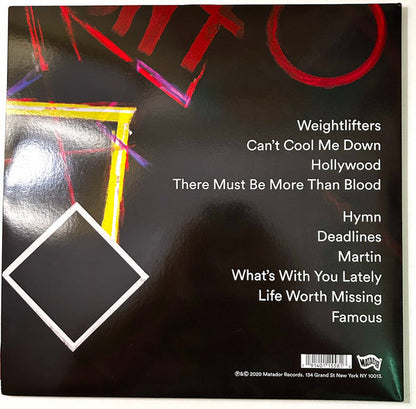 Weightlifters
Can't Cool Me Down
Hollywood
There Must Be More Than Blood
Hymn
Deadlines
Martin
What's With You Lately
Life Worth Missing
Famous
MATADOR
℗&© 2020 Matador Records. 134 Grand St New York NY 10013.